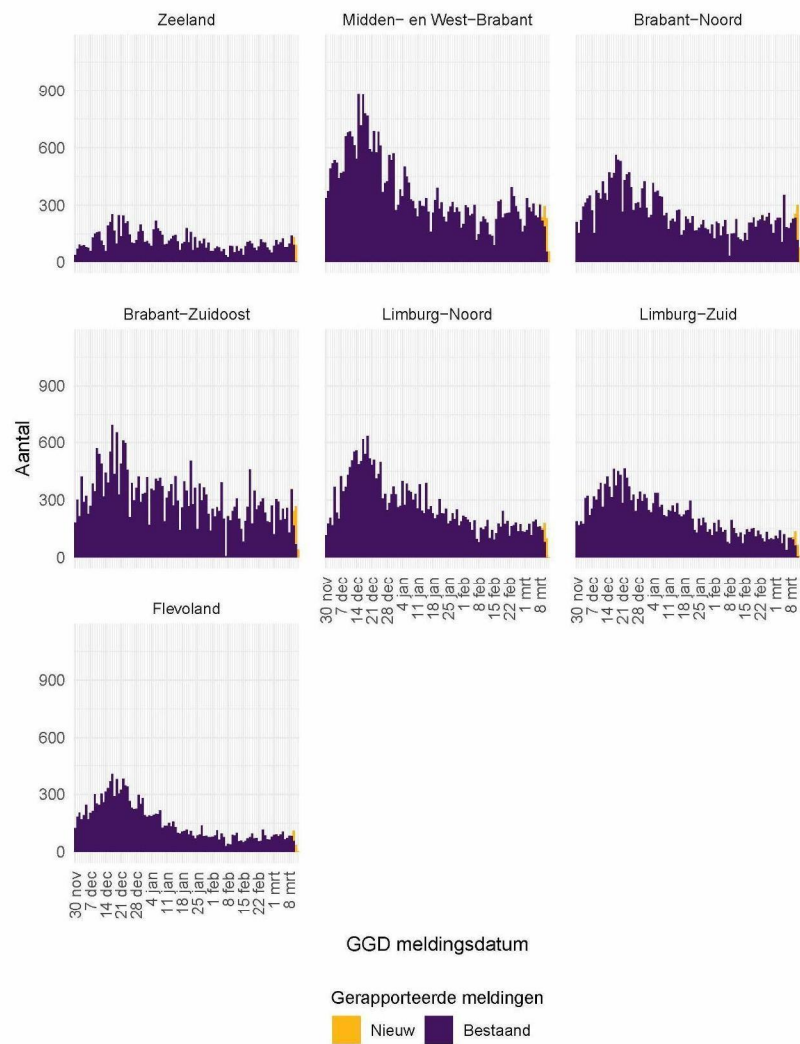 Zeeland
Midden- en West-Brabant
Brabant-Noord
900
600
300
0
Brabant-Zuidoost
Limburg-Noord
Limburg-Zuid
900
600
300
0
30 nov
7 dec
14 dec
21 dec
28 dec
4 jan
11 jan
18 jan
25 jan
1 feb
8 feb
15 feb
22 feb
1 mrt
8 mrt
30 nov
7 dec
14 dec
21 dec
28 dec
4 jan
11 jan
18 jan
25 jan
1 feb
8 feb
15 feb
22 feb
1 mrt
8 mrt
Flevoland
900
600
300
0
30 nov
7 dec
14 dec
21 dec
28 dec
4 jan
11 jan
18 jan
25 jan
1 feb
8 feb
15 feb
22 feb
1 mrt
8 mrt
Aantal
GGD meldingsdatum
Gerapporteerde meldingen
Nieuw Bestaand